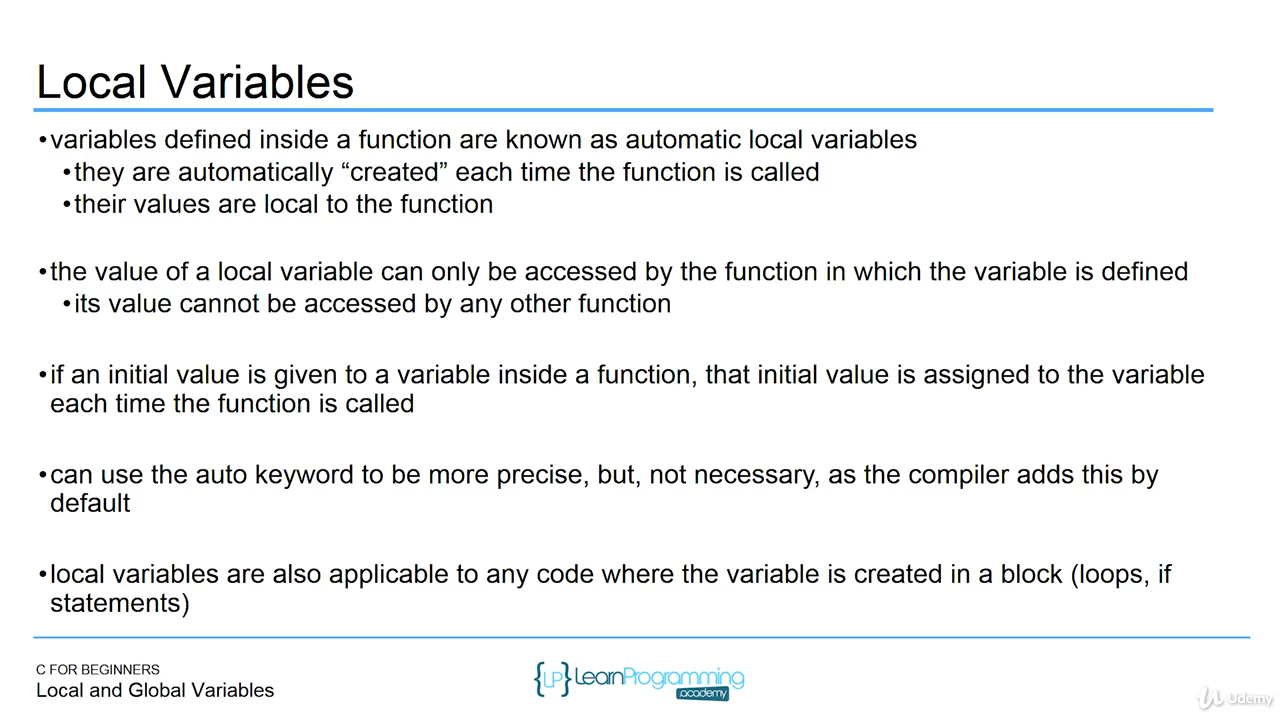 Local Variables
•variables defined inside a function are known as automatic local variables
•they are automatically “created” each time the function is called
•their values are local to the function
•the value of a local variable can only be accessed by the function in which the variable is defined
•its value cannot be accessed by any other function
•if an initial value is given to a variable inside a function, that initial value is assigned to the variable
each time the function is called
•can use the auto keyword to be more precise, but, not necessary, as the compiler adds this by
default
•local variables are also applicable to any code where the variable is created in a block (loops, if
statements)
C FOR BEGINNERS
Local and Global Variables
{LP} LearnProgramming
.academy
Udemy